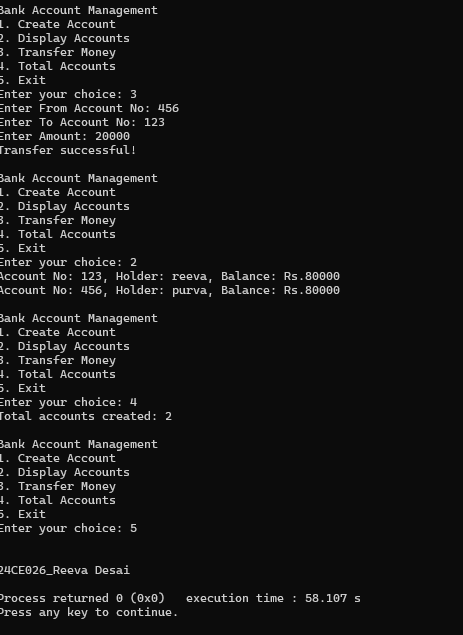 Bank Account Management
1. Create Account
2. Display Accounts
3. Transfer Money
4. Total Accounts
5. Exit
Enter your choice: 3
Enter From Account No: 456
Enter To Account No: 123
Enter Amount: 20000
Transfer successful!

Bank Account Management
1. Create Account
2. Display Accounts
3. Transfer Money
4. Total Accounts
5. Exit
Enter your choice: 2
Account No: 123, Holder: reeva, Balance: Rs.80000
Account No: 456, Holder: purva, Balance: Rs.80000

Bank Account Management
1. Create Account
2. Display Accounts
3. Transfer Money
4. Total Accounts
5. Exit
Enter your choice: 4
Total accounts created: 2

Bank Account Management
1. Create Account
2. Display Accounts
3. Transfer Money
4. Total Accounts
5. Exit
Enter your choice: 5

24CE026_Reeva Desai

Process returned 0 (0x0)   execution time : 58.107 s
Press any key to continue.